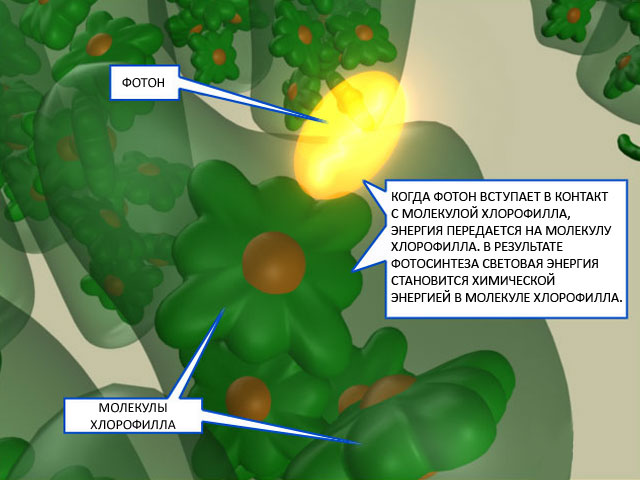 ФОТОН
КОГДА ФОТОН ВСТУПАЕТ В КОНТАКТ
С МОЛЕКУЛОЙ ХЛОРОФИЛЛА,
ЭНЕРГИЯ ПЕРЕДАЕТСЯ НА МОЛЕКУЛУ
ХЛОРОФИЛЛА. В РЕЗУЛЬТАТЕ
ФОТОСИНТЕЗА СВЕТОВАЯ ЭНЕРГИЯ
СТАНОВИТСЯ ХИМИЧЕСКОЙ
ЭНЕРГИЕЙ В МОЛЕКУЛЕ ХЛОРОФИЛЛА.
МОЛЕКУЛЫ
ХЛОРОФИЛЛА